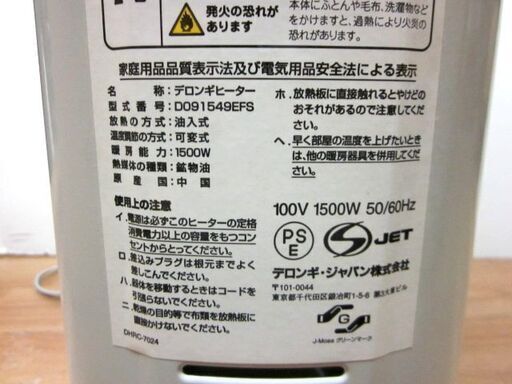 発火の恐れが
あります。
本体にふとんや毛布、洗濯物など
をかけますと、過熱により火災の
家庭用品品質表示法及び電気用品安全法による表示
名称：デロンギヒーター
型式番号：D091549EFS
放熱の方式：油入式
温度調節の方式：可変式
暖房能力：1500W
熱媒体の種類：鉱物油
原産国：中国
使用上の注意
イ.電源は必ずこのヒーターの定格
消費電力以上の容量をもつコン
セントからとってください。
ロ.差込みプラグは根元までよく
差しこんでください。
ハ.器体を移動するときはコードを
引張らないでください。
ニ.乾燥の目的等で布類を放熱板に
直接かけないでください。
DHRC-7024
ホ.放熱板に直接触れるとやけどの
おそれがあるので注意してください。
ヘ.早く部屋の温度を上げたいときは、
他の暖房器具を併用してください。
100V 1500W 50/60Hz
PSE
JET
デロンギ・ジャパン株式会社
〒101-0044
東京都千代田区鍛冶町1-5-6
G
J-Moss グリーンマーク